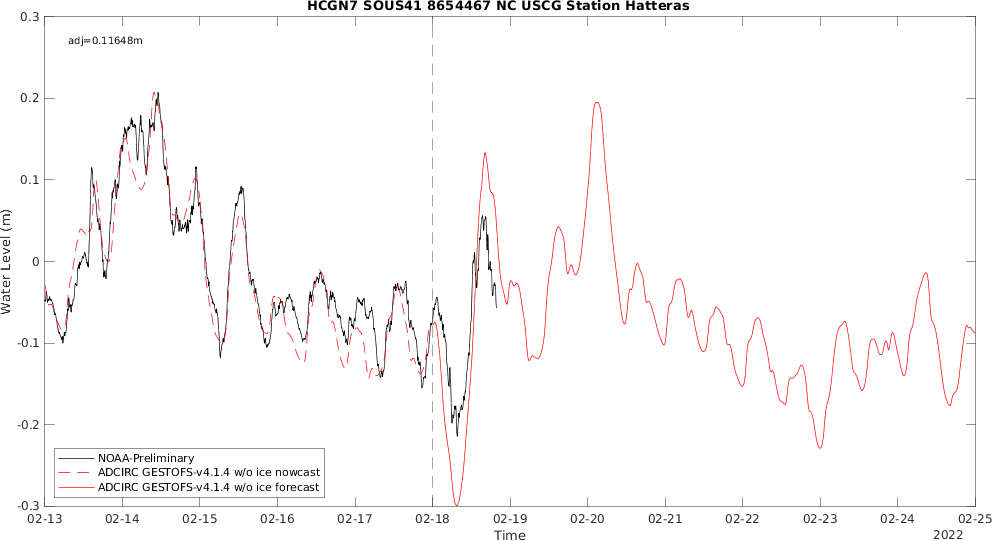 HCGN7 SOUS41 8654467 NC USCG Station Hatteras
adj=0.11648m
0.3
0.2
0.1
0
-0.1
-0.2
-0.3
Water Level (m)
NOAA-Preliminary
ADCIRC GESTOFS-v4.1.4 w/o ice nowcast
ADCIRC GESTOFS-v4.1.4 w/o ice forecast
02-13 02-14 02-15 02-16 02-17 02-18 02-19 02-20 02-21 02-22 02-23 02-24 02-25
Time
2022